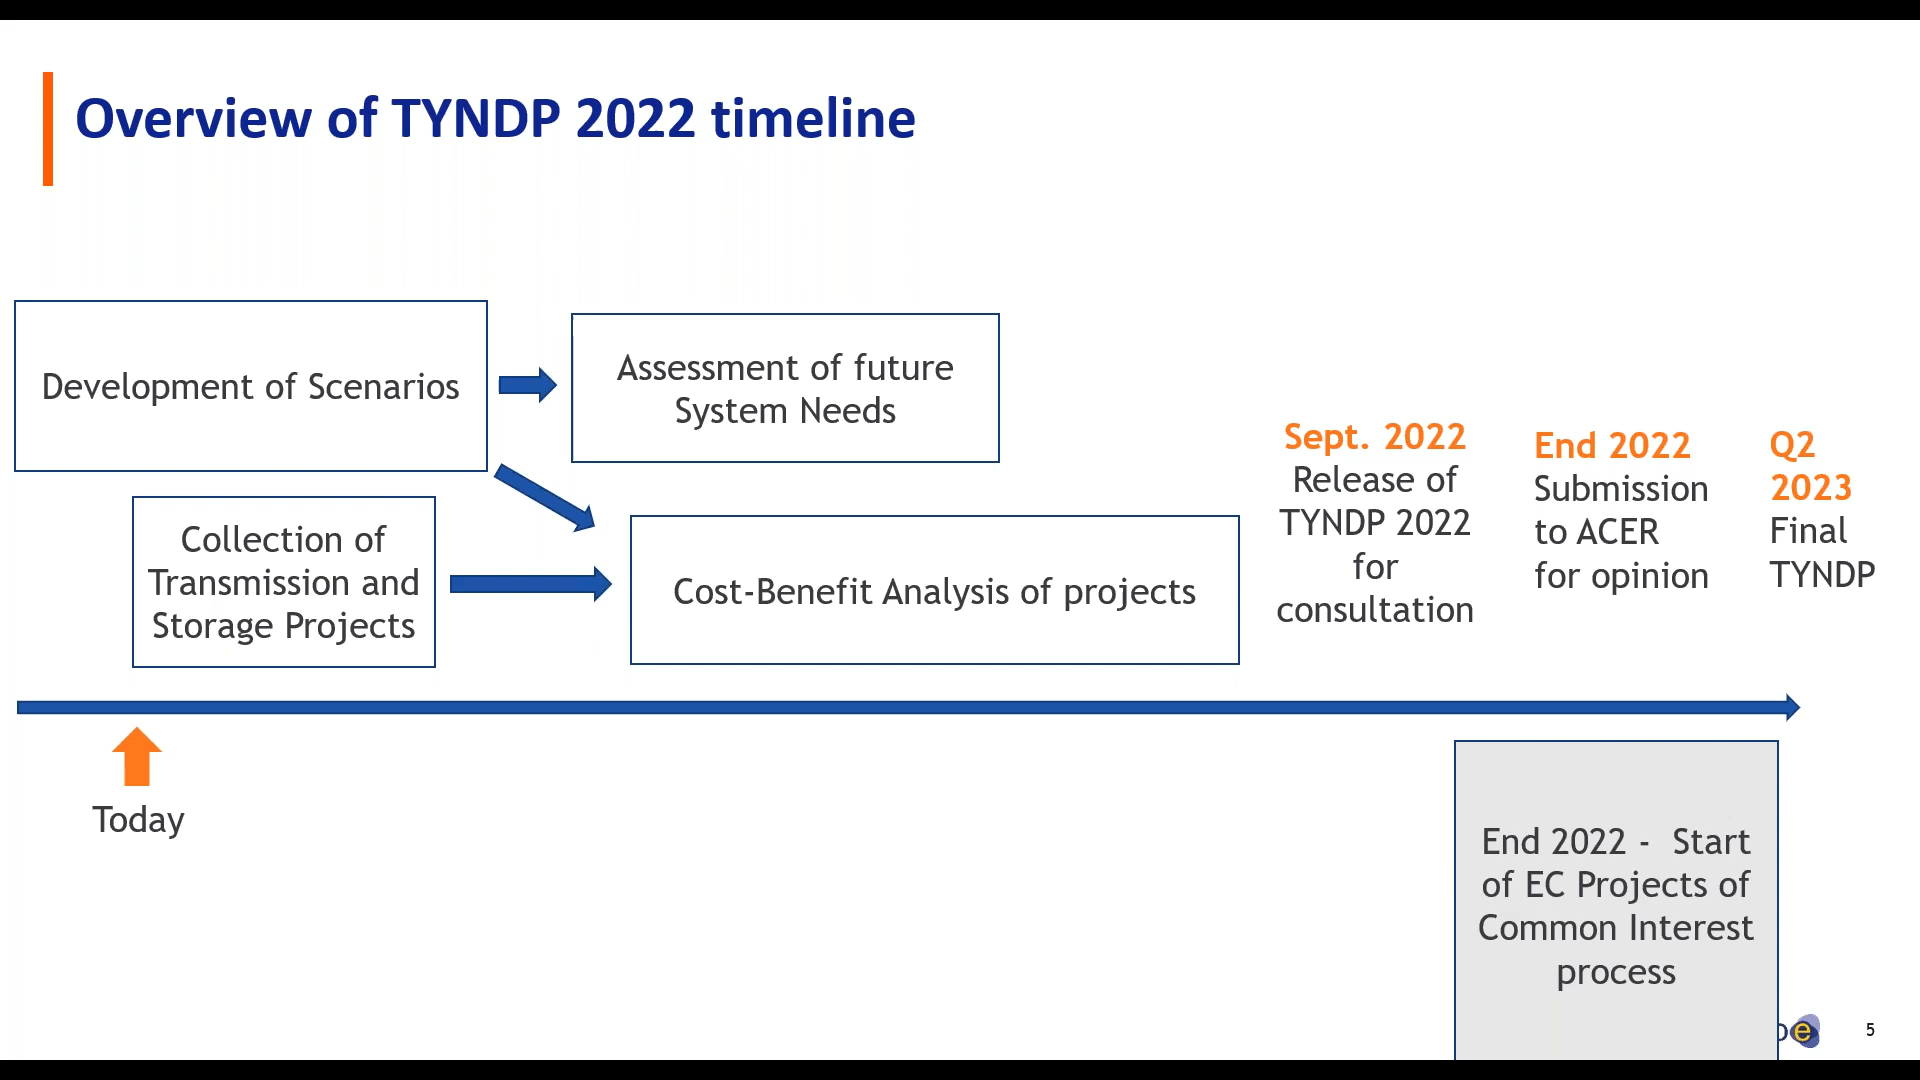 Overview of TYNDP 2022 timeline
Development of Scenarios
Assessment of future
System Needs
Collection of
Transmission and
Storage Projects
Cost-Benefit Analysis of projects
Sept. 2022
Release of
TYNDP 2022
for
consultation
End 2022
Submission
to ACER
for opinion
Q2
2023
Final
TYNDP
Today
End 2022 -  Start
of EC Projects of
Common Interest
process
e
5